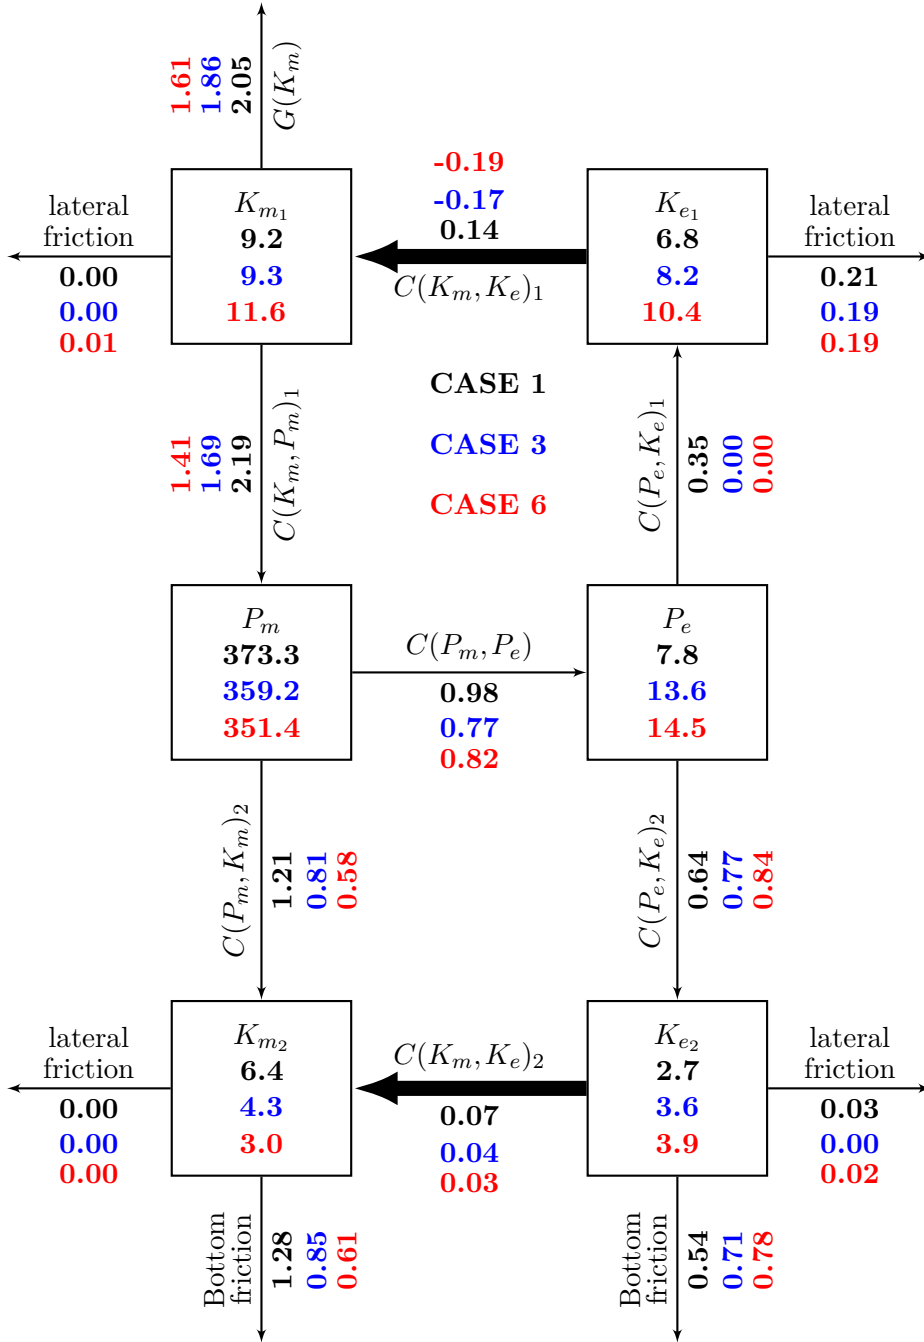 1.61
1.86
2.05
G(K_m)
lateral
friction
0.00
0.00
0.01
K_{m_1}
9.2
9.3
11.6
-0.19
-0.17
0.14
C(K_m, K_e)_1
K_{e_1}
6.8
8.2
10.4
lateral
friction
0.21
0.19
0.19
1.41
1.69
2.19
C(K_m, P_m)_1
CASE 1
CASE 3
CASE 6
C(P_e, K_e)_1
0.35
0.00
0.00
P_m
373.3
359.2
351.4
C(P_m, P_e)
0.98
0.77
0.82
P_e
7.8
13.6
14.5
C(P_m, K_m)_2
1.21
0.81
0.58
C(P_e, K_e)_2
0.64
0.77
0.84
lateral
friction
0.00
0.00
0.00
K_{m_2}
6.4
4.3
3.0
C(K_m, K_e)_2
0.07
0.04
0.03
K_{e_2}
2.7
3.6
3.9
lateral
friction
0.03
0.00
0.02
Bottom
friction
1.28
0.85
0.61
Bottom
friction
0.54
0.71
0.78